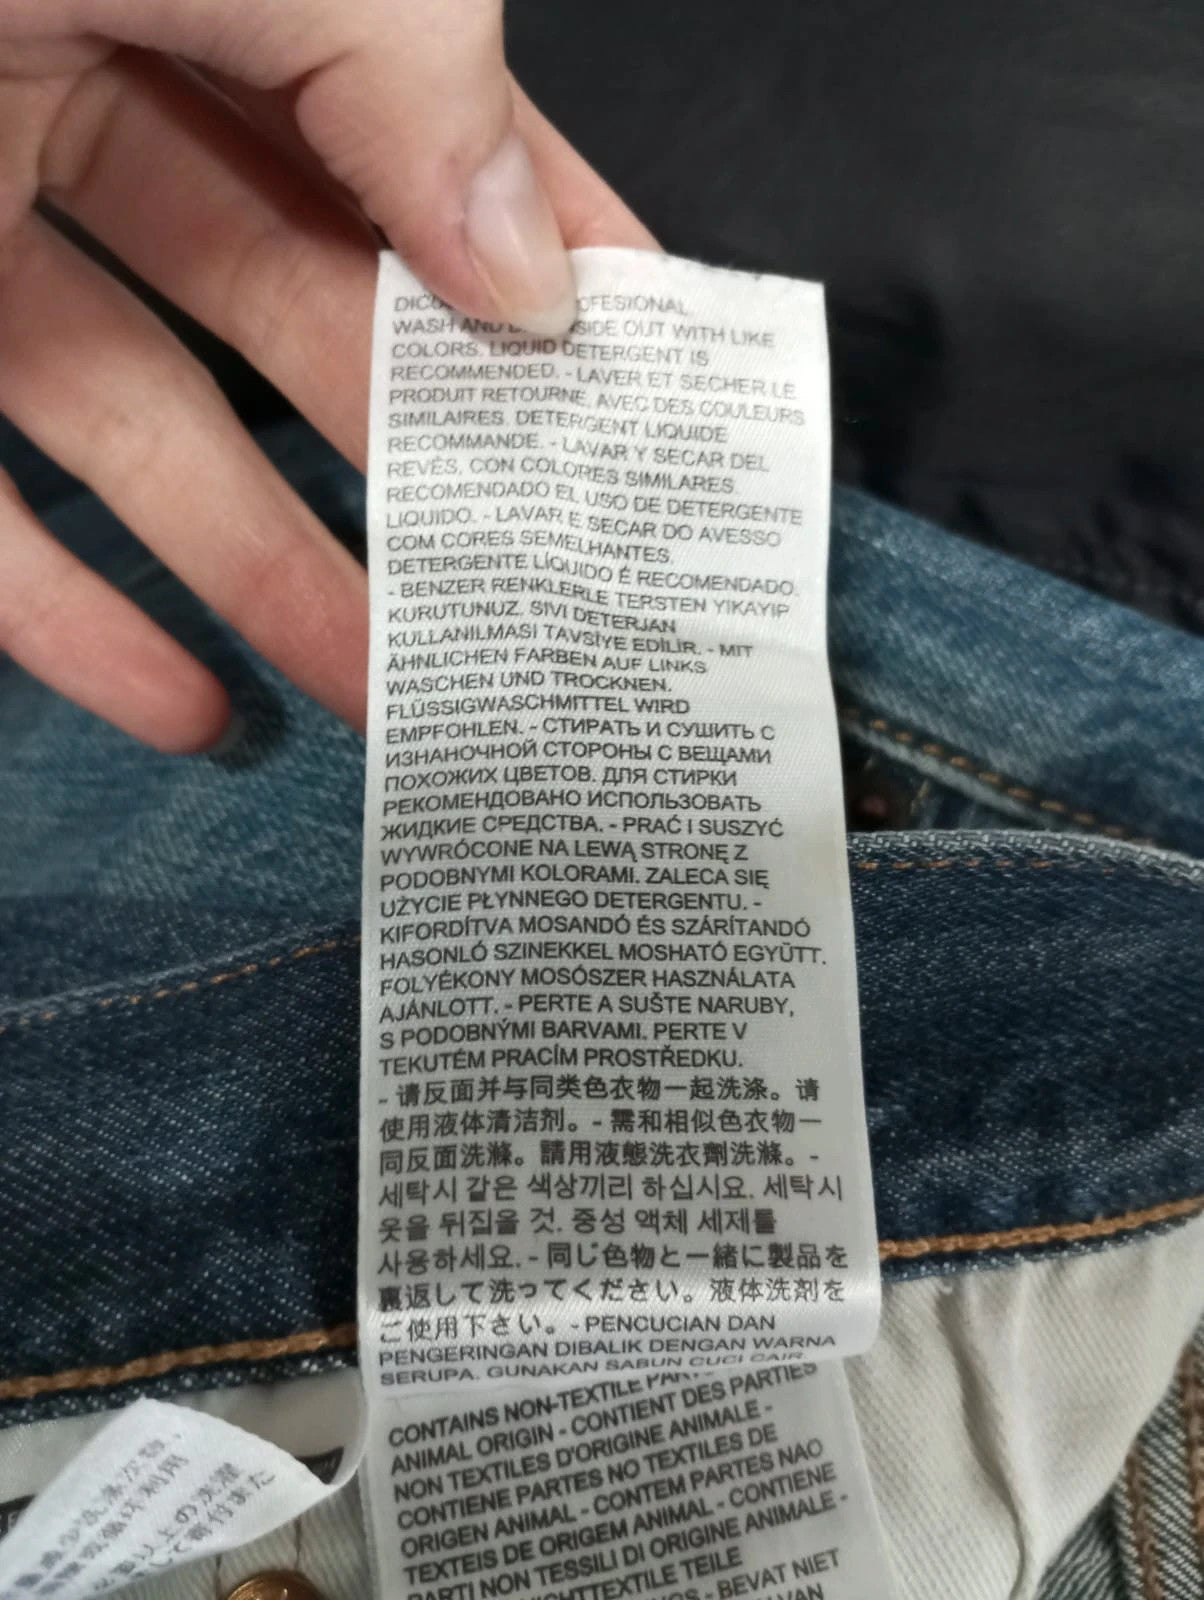 OFESIONAL.
WASH AND SIDE OUT WITH LIKE
COLORS. LIQUID DETERGENT IS
RECOMMENDED. - LAVER ET SECHER LE
PRODUIT RETOURNE, AVEC DES COULEURS
SIMILAIRES. DETERGENT LIQUIDE
RECOMMANDE. - LAVAR Y SECAR DEL
REVÉS, CON COLORES SIMILARES.
RECOMENDADO EL USO DE DETERGENTE
LIQUIDO. - LAVAR E SECAR DO AVESSO
COM CORES SEMELHANTES.
DETERGENTE LÍQUIDO É RECOMENDADO.
- BENZER RENKLERLE TERSTEN YIKAYIP
KURUTUNUZ. SIVI DETERJAN
KULLANILMASI TAVSİYE EDİLİR. - MIT
ÄHNLICHEN FARBEN AUF LINKS
WASCHEN UND TROCKNEN.
FLÜSSIGWASCHMITTEL WIRD
EMPFOHLEN. - СТИРАТЬ И СУШИТЬ С
ИЗНАНОЧНОЙ СТОРОНЫ С ВЕЩАМИ
ПОХОЖИХ ЦВЕТОВ. ДЛЯ СТИРКИ
РЕКОМЕНДОВАНО ИСПОЛЬЗОВАТЬ
ЖИДКИЕ СРЕДСТВА. - PRAĆ I SUSZYĆ
WYWRÓCONE NA LEWĄ STRONĘ Z
PODOBNYMI KOLORAMI. ZALECA SIĘ
UŻYCIE PŁYNNEGO DETERGENTU. -
KIFORDÍTVA MOSANDÓ ÉS SZÁRÍTANDÓ
HASONLÓ SZINEKKEL MOSHATÓ EGYÜTT.
FOLYÉKONY MOSÓSZER HASZNÁLATA
AJÁNLOTT. - PERTE A SUŠTE NARUBY,
S PODOBNÝMI BARVAMI. PERTE V
TEKUTÉM PRACÍM PROSTŘEDKU.
- 请反面并与同类色衣物一起洗涤。请
使用液体清洁剂。- 需和相似色衣物一
同反面洗滌。請用液態洗衣劑洗滌。-
세탁시 같은 색상끼리 하십시요. 세탁시
옷을 뒤집을 것. 중성 액체 세제를
사용하세요. - 同じ色物と一緒に製品を
裏返して洗ってください。液体洗剤を
ご使用下さい。- PENCUCIAN DAN
PENGERINGAN DIBALIK DENGAN WARNA
SERUPA. GUNAKAN SABUN CUCI CAIR.
CONTAINS NON-TEXTILE
ANIMAL ORIGIN - CONTIENT DES PARTIES
NON TEXTILES D'ORIGINE ANIMALE -
CONTIENE PARTES NO TEXTILES DE
ORIGEN ANIMAL - CONTEM PARTES NAO
TEXTEIS DE ORIGEM ANIMAL - CONTIENE
PARTI NON TESSILI DI ORIGINE ANIMALE -
TEILE
- BEVAT NIET